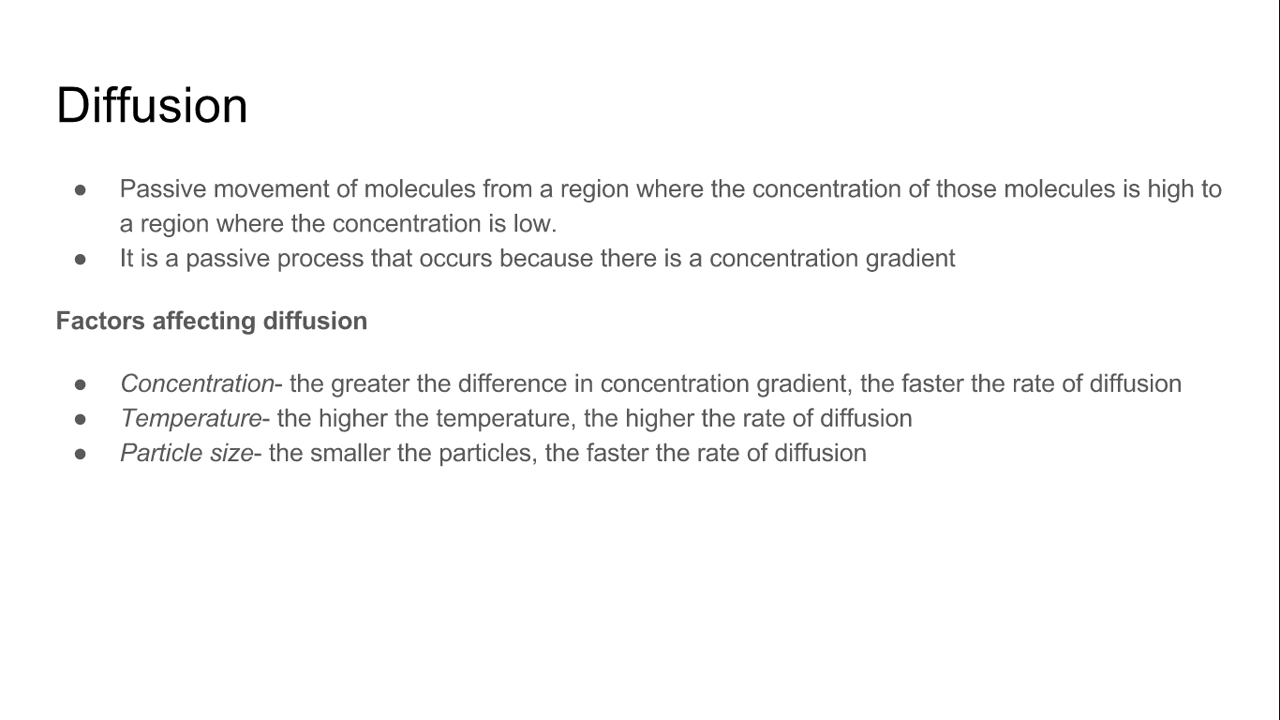 Diffusion
● Passive movement of molecules from a region where the concentration of those molecules is high to
a region where the concentration is low.
● It is a passive process that occurs because there is a concentration gradient
Factors affecting diffusion
● Concentration- the greater the difference in concentration gradient, the faster the rate of diffusion
● Temperature- the higher the temperature, the higher the rate of diffusion
● Particle size- the smaller the particles, the faster the rate of diffusion